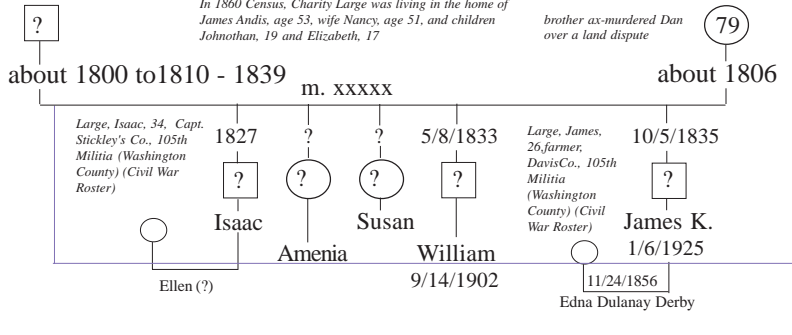 In 1860 Census, Charity Large was living in the home of
James Andis, age 53, wife Nancy, age 51, and children
Johnothan, 19 and Elizabeth, 17
brother ax-murdered Dan
over a land dispute
?
79
about 1800 to1810 - 1839
m. xxxxx
about 1806
Large, Isaac, 34, Capt.
Stickley's Co., 105th
Militia (Washington
County) (Civil War
Roster)
1827
?
?
5/8/1833
Large, James,
26,farmer,
DavisCo., 105th
Militia
(Washington
County) (Civil
War Roster)
10/5/1835
?
?
?
?
?
Isaac
Amenia
Susan
William
9/14/1902
James K.
1/6/1925
Ellen (?)
11/24/1856
Edna Dulanay Derby